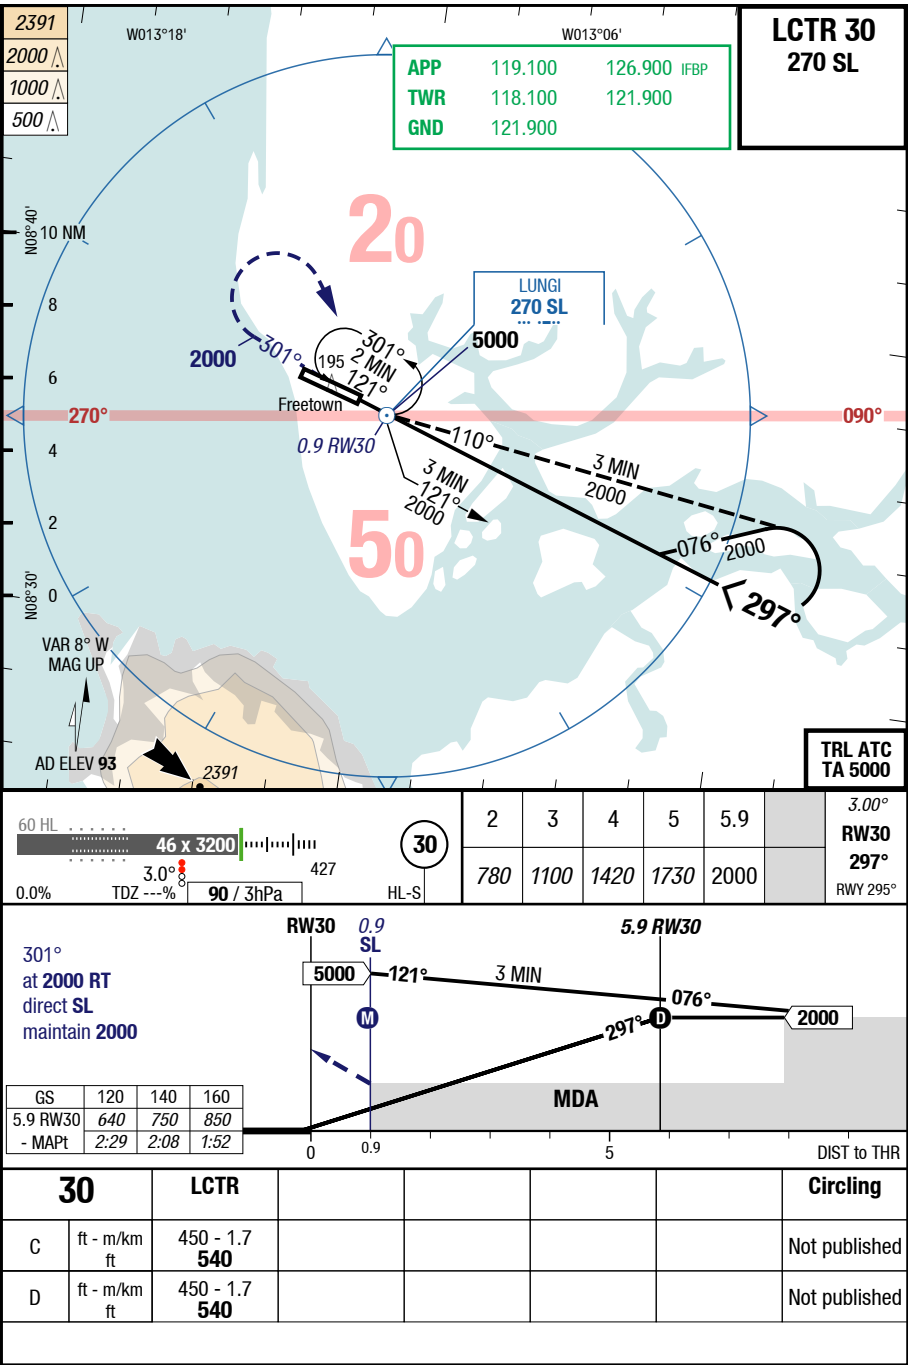 2391
2000
1000
500
W013°18'
W013°06'
APP 119.100 126.900 IFBP
TWR 118.100 121.900
GND 121.900
LCTR 30
270 SL
N08°40'
10 NM
8
6
4
2
0
N08°30'
20
50
LUNGI
270 SL
5000
2000
301°
195
301°
2 MIN
121°
Freetown
0.9 RW30
270°
090°
110°
3 MIN
2000
3 MIN
121°
2000
076°
2000
297°
VAR 8° W
MAG UP
AD ELEV 93
2391
TRL ATC
TA 5000
60 HL
46 x 3200
427
3.0°
0.0%
TDZ ---%
90 / 3hPa
HL-S
30
2 3 4 5 5.9
780 1100 1420 1730 2000
3.00°
RW30
297°
RWY 295°
RW30
0.9
SL
5.9 RW30
301°
at 2000 RT
direct SL
maintain 2000
5000
121°
3 MIN
076°
2000
M
D
297°
MDA
GS 120 140 160
5.9 RW30 640 750 850
- MAPt 2:29 2:08 1:52
0
0.9
5
DIST to THR
30 LCTR Circling
C ft - m/km 450 - 1.7 Not published
ft 540
D ft - m/km 450 - 1.7 Not published
ft 540